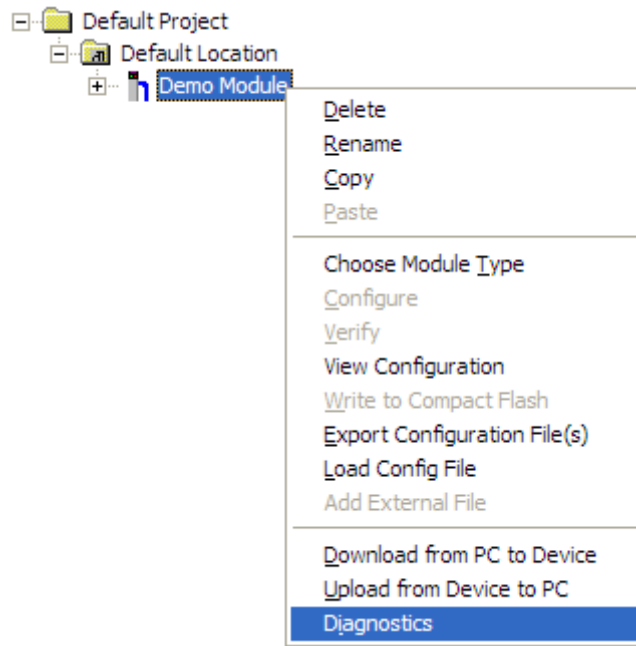 Default Project
Default Location
Demo Module
Delete
Rename
Copy
Paste
Choose Module Type
Configure
Verify
View Configuration
Write to Compact Flash
Export Configuration File(s)
Load Config File
Add External File
Download from PC to Device
Upload from Device to PC
Diagnostics